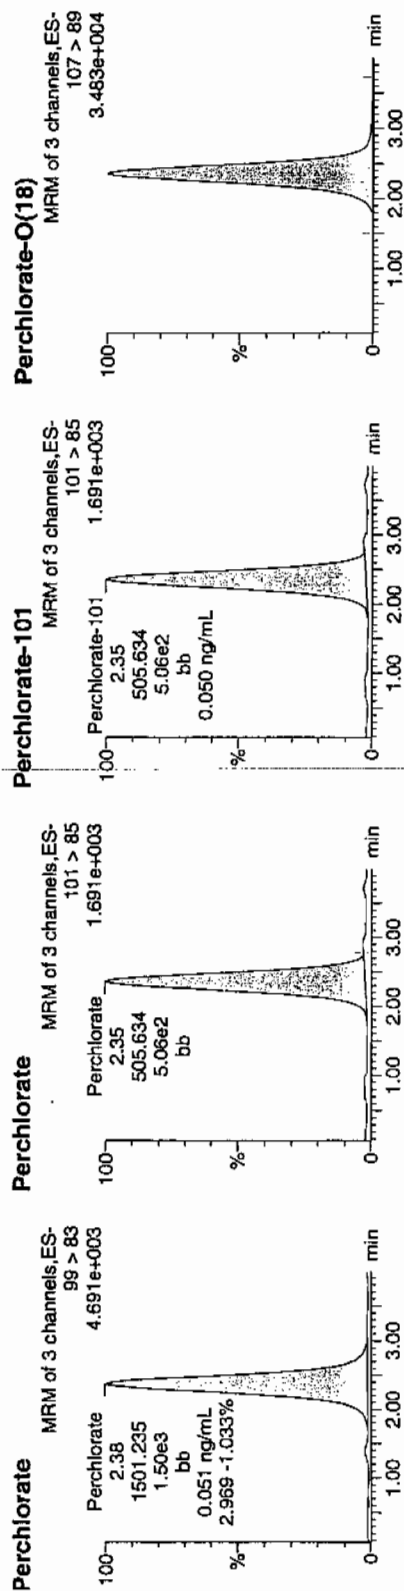 Perchlorate
MRM of 3 channels,ES-
99 > 83
4.691e+003
100
Perchlorate
2.38
1501.235
1.50e3
bb
0.051 ng/mL
2.969 -1.033%
%
0
1.00
2.00
3.00
min
Perchlorate
MRM of 3 channels,ES-
101 > 85
1.691e+003
100
Perchlorate
2.35
505.634
5.06e2
bb
%
0
1.00
2.00
3.00
min
Perchlorate-101
MRM of 3 channels,ES-
101 > 85
1.691e+003
100
Perchlorate-101
2.35
505.634
5.06e2
bb
0.050 ng/mL
%
0
1.00
2.00
3.00
min
Perchlorate-O(18)
MRM of 3 channels,ES-
107 > 89
3.483e+004
100
%
0
1.00
2.00
3.00
min